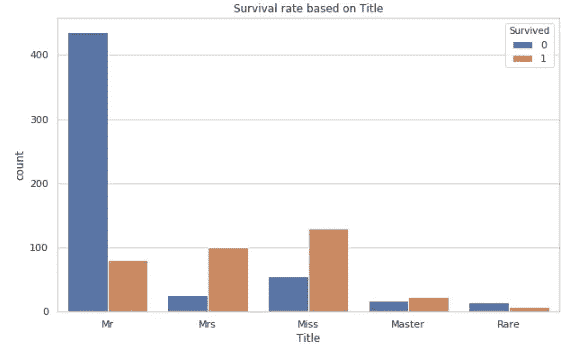 Survival rate based on Title
Survived
0
1
400
300
200
100
0
count
Mr Mrs Miss Master Rare
Title